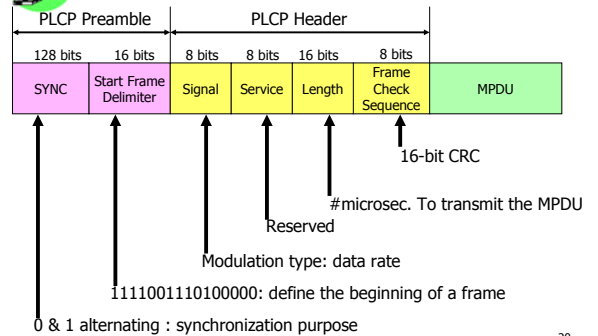 PLCP Preamble PLCP Header
128 bits 16 bits 8 bits 8 bits 16 bits 8 bits
SYNC Start Frame Delimiter Signal Service Length Frame Check Sequence MPDU
16-bit CRC
#microsec. To transmit the MPDU
Reserved
Modulation type: data rate
1111001110100000: define the beginning of a frame
0 & 1 alternating : synchronization purpose